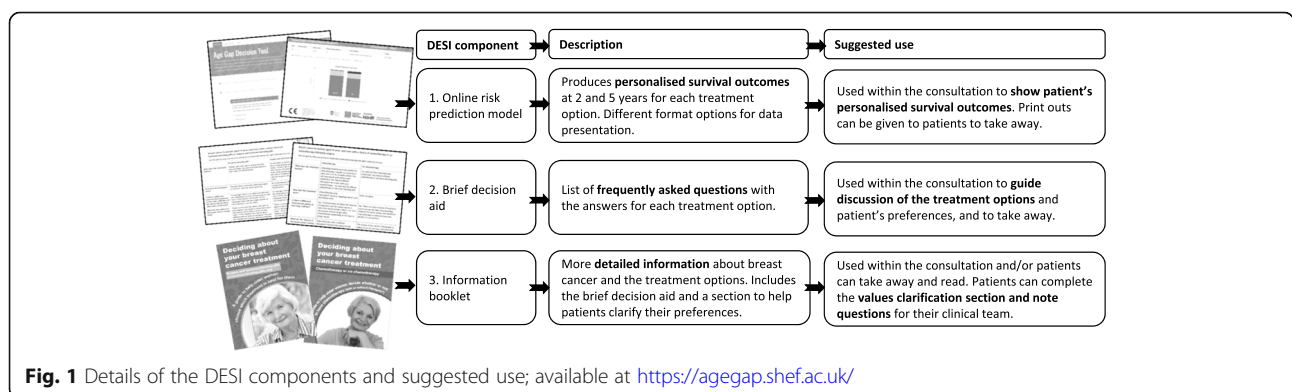 DESI component
Description
Suggested use
Age Gap Decision Tool
1. Online risk
prediction model
Produces personalised survival outcomes
at 2 and 5 years for each treatment
option. Different format options for data
presentation.
Used within the consultation to show patient's
personalised survival outcomes. Print outs
can be given to patients to take away.
2. Brief decision
aid
List of frequently asked questions with
the answers for each treatment option.
Used within the consultation to guide
discussion of the treatment options and
patient's preferences, and to take away.
Deciding about
your breast
cancer treatment
Deciding about
your breast
cancer treatment
Chemotherapy or no chemotherapy
3. Information
booklet
More detailed information about breast
cancer and the treatment options. Includes
the brief decision aid and a section to help
patients clarify their preferences.
Used within the consultation and/or patients
can take away and read. Patients can complete
the values clarification section and note
questions for their clinical team.
Fig. 1 Details of the DESI components and suggested use; available at https://agegap.shef.ac.uk/